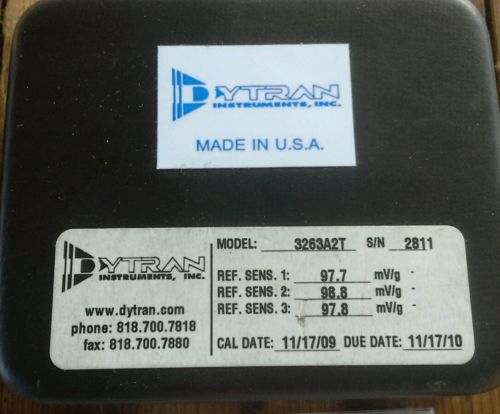 DYTRAN
INSTRUMENTS, INC.
MADE IN U.S.A.
DYTRAN
INSTRUMENTS, INC.
www.dytran.com
phone: 818.700.7818
fax: 818.700.7880
MODEL: 3263A2T S/N 2811
REF. SENS. 1: 97.7 mV/g -
REF. SENS. 2: 98.8 mV/g -
REF. SENS. 3: 97.8 mV/g -
CAL DATE: 11/17/09 DUE DATE: 11/17/10